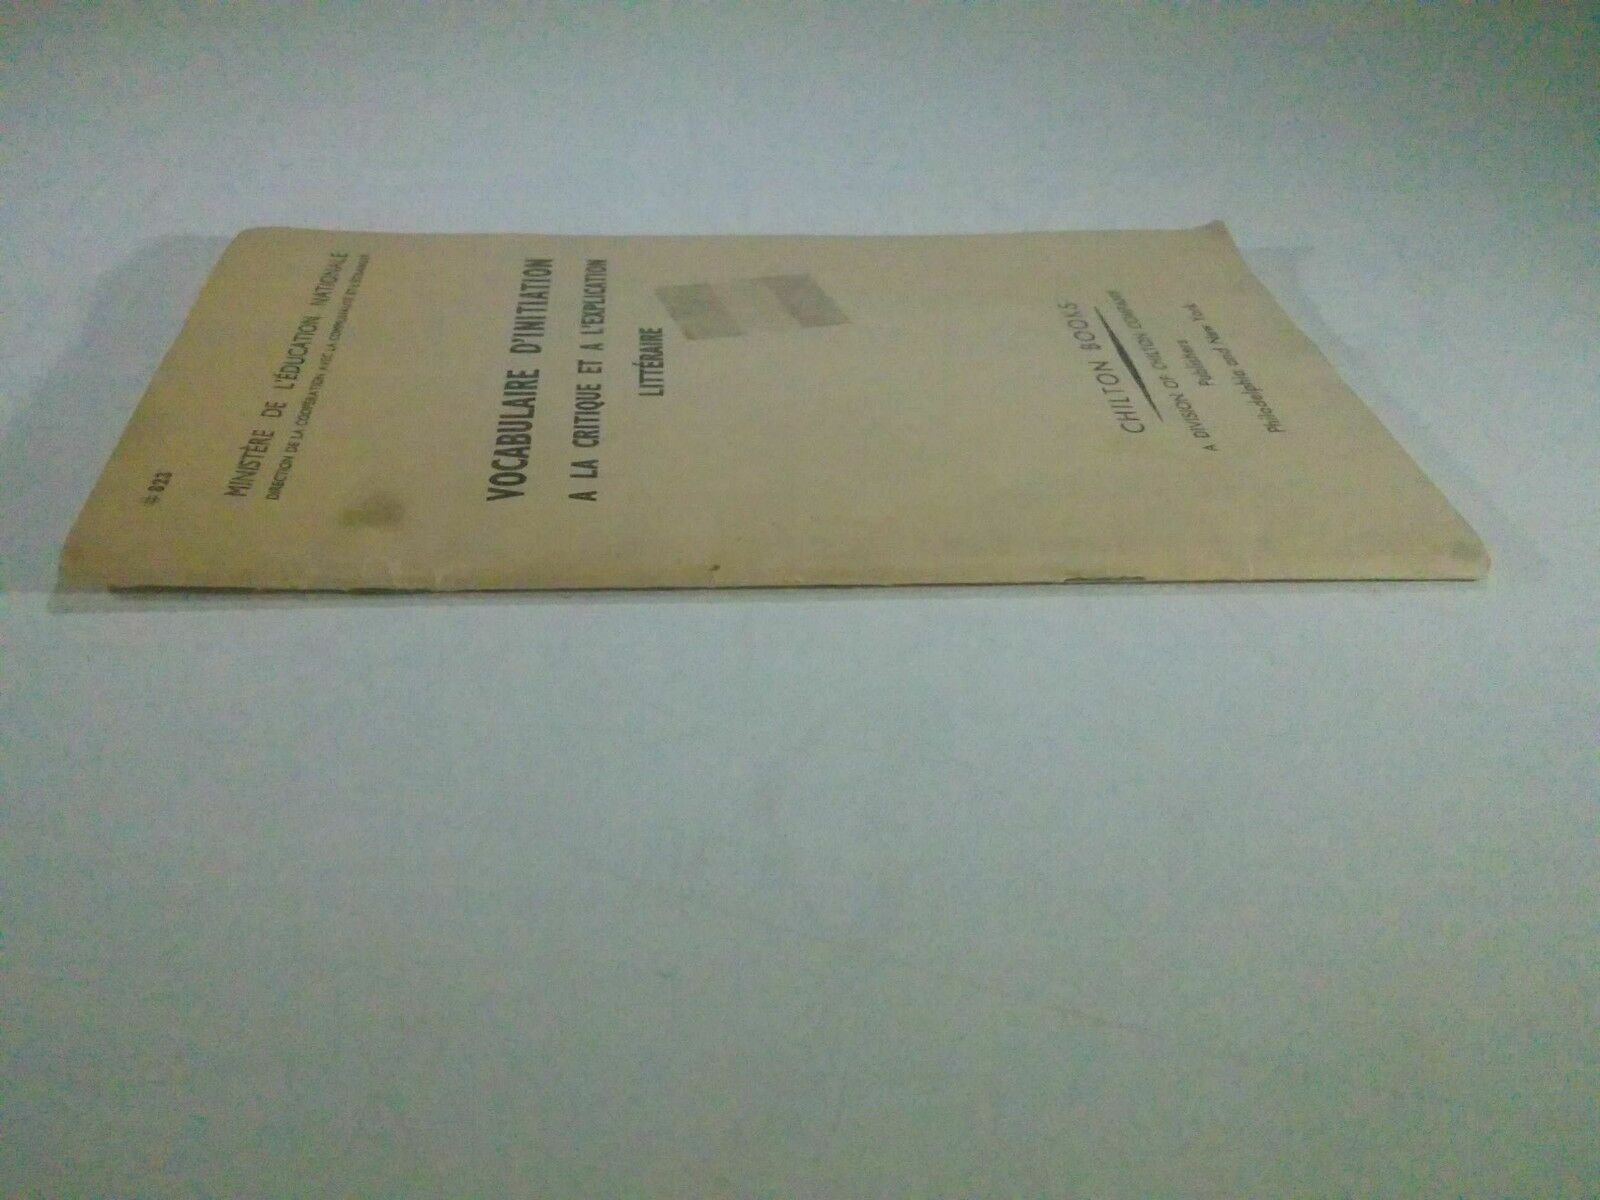 # 823
MINISTÈRE DE L'ÉDUCATION NATIONALE
DIRECTION DE LA COOPÉRATION AVEC LA COMMUNAUTÉ ET L'ÉTRANGER
VOCABULAIRE D'INITIATION
A LA CRITIQUE ET A L'EXPLICATION
LITTÉRAIRE
CHILTON BOOKS
A DIVISION OF CHILTON COMPANY
Publishers
Philadelphia and New York